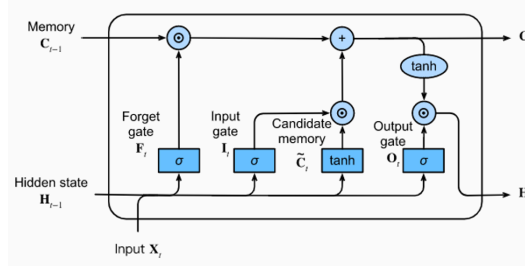 Memory
C_{t-1}
C
tanh
Forget gate
F_t
Input gate
I_t
Candidate memory
C̃_t
Output gate
O_t
σ
σ
tanh
σ
Hidden state
H_{t-1}
H
Input X_t